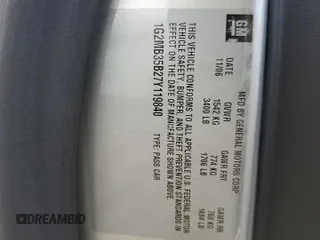 GM
MFD BY GENERAL MOTORS CORP
DATE GVWR GAWR FRT GAWR RR
11/06 1542 KG 774 KG 768 KG
3400 LB 1706 LB 1694 LB
THIS VEHICLE CONFORMS TO ALL APPLICABLE U.S. FEDERAL MOTOR
VEHICLE SAFETY, BUMPER, AND THEFT PREVENTION STANDARDS IN
EFFECT ON THE DATE OF MANUFACTURE SHOWN ABOVE.
1G2MB35B27Y119840 TYPE: PASS CAR
DREAMBID